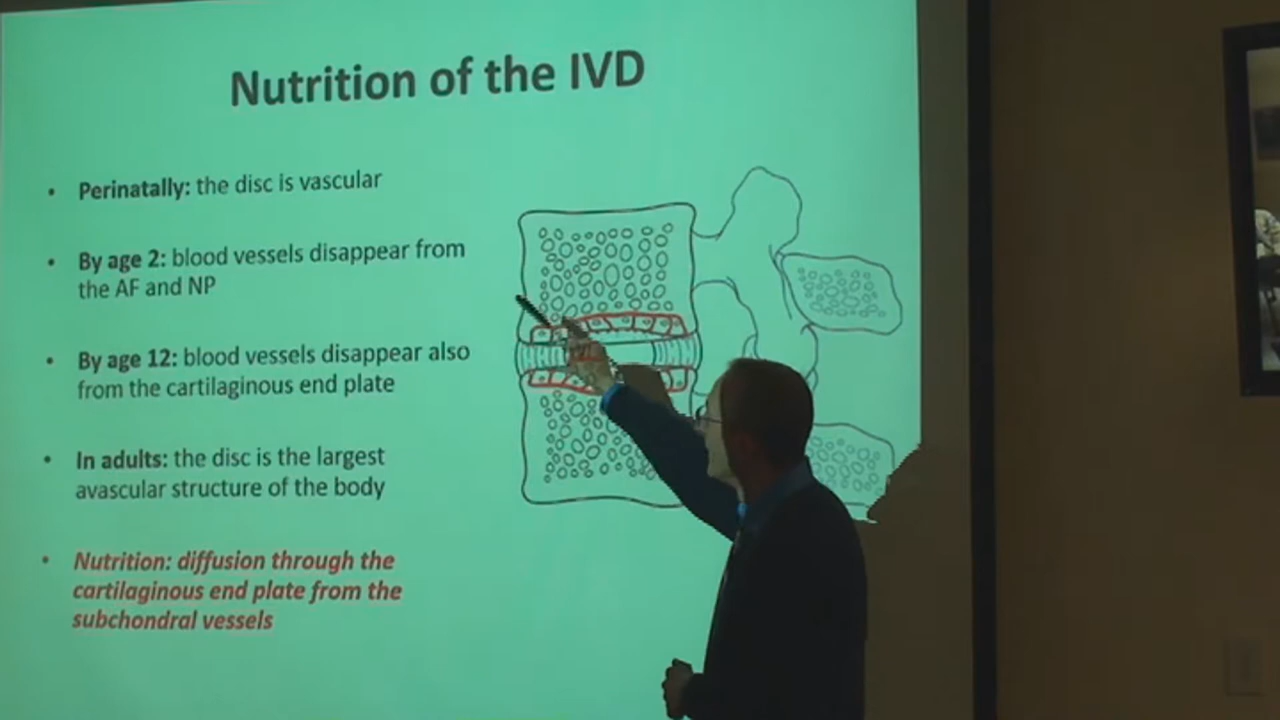 Nutrition of the IVD
• Perinatally: the disc is vascular
• By age 2: blood vessels disappear from
the AF and NP
• By age 12: blood vessels disappear also
from the cartilaginous end plate
• In adults: the disc is the largest
avascular structure of the body
• Nutrition: diffusion through the
cartilaginous end plate from the
subchondral vessels